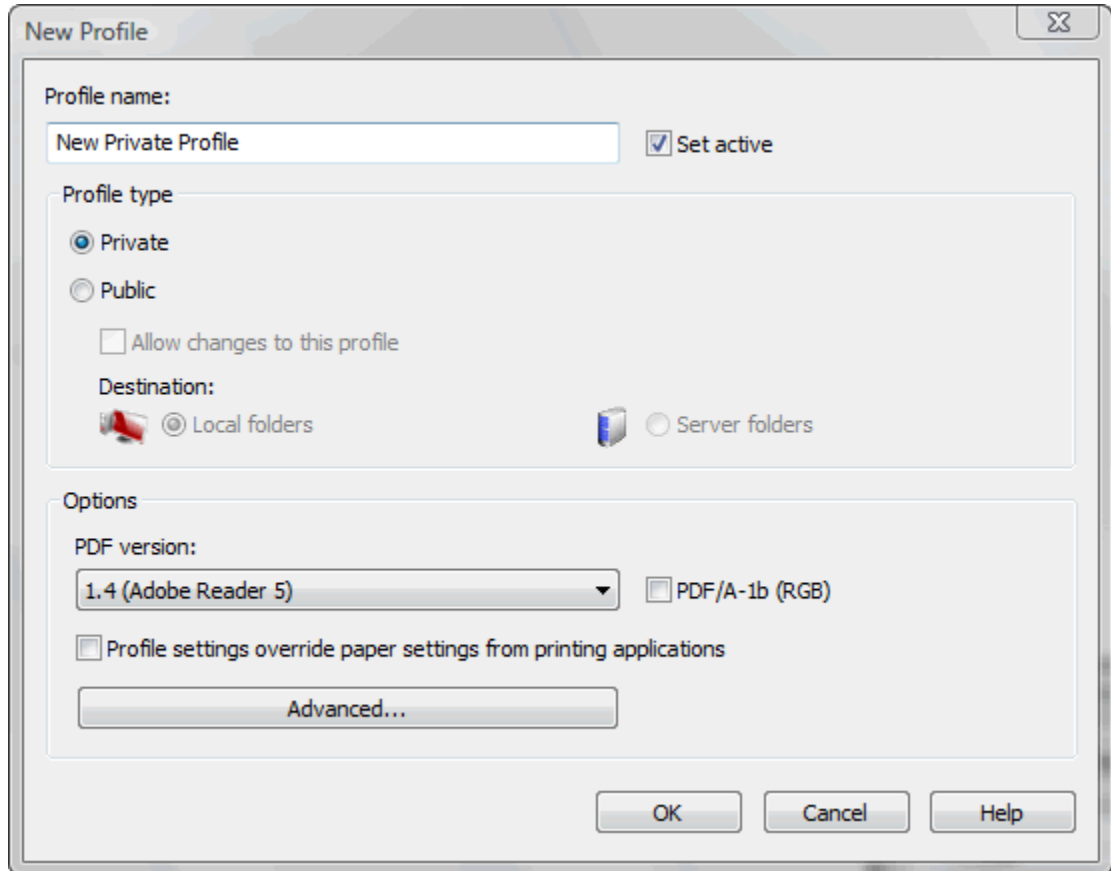 New Profile
Profile name:
New Private Profile
Set active
Profile type
Private
Public
Allow changes to this profile
Destination:
Local folders
Server folders
Options
PDF version:
1.4 (Adobe Reader 5)
PDF/A-1b (RGB)
Profile settings override paper settings from printing applications
Advanced...
OK
Cancel
Help